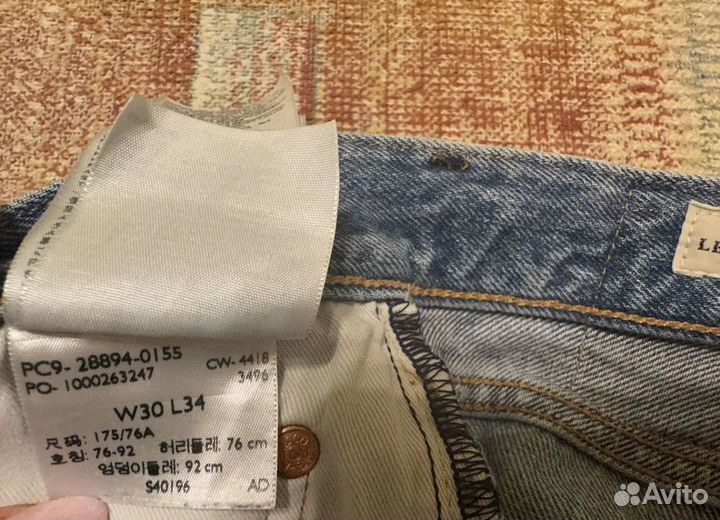 PC9-28894-0155
CW-4418
PO-1000263247
3496
W30 L34
尺码: 175/76A 허리둘레: 76 cm
호칭: 76-92
엉덩이둘레: 92 cm
S40196 AD
Avito